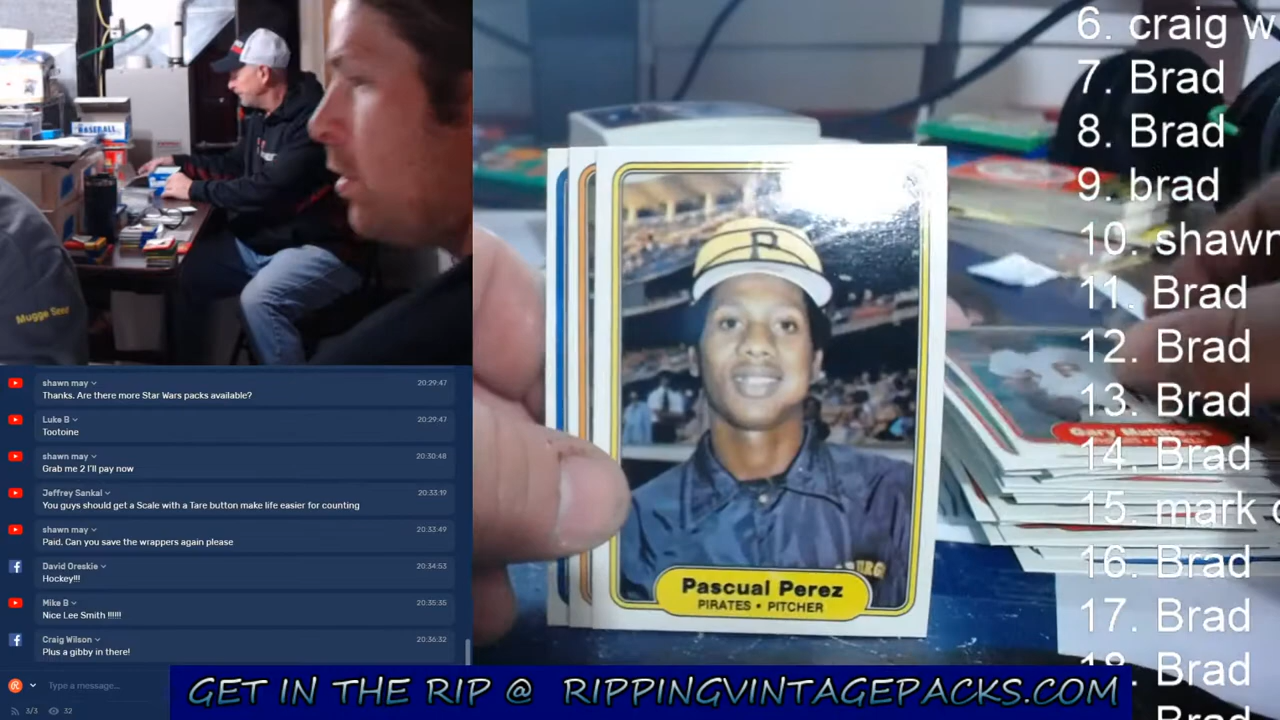 BASEBALL
Mugge Seer
shawn may
20:29:47
Thanks. Are there more Star Wars packs available?
Luke B
20:29:47
Tootoine
shawn may
20:30:48
Grab me 2 I'll pay now
Jeffrey Sankal
20:33:19
You guys should get a Scale with a Tare button make life easier for counting
shawn may
20:33:49
Paid. Can you save the wrappers again please
David Oreskie
20:34:53
Hockey!!!
Mike B
20:35:35
Nice Lee Smith !!!!!!
Craig Wilson
20:36:32
Plus a gibby in there!
Type a message...
3/3
32
P
Pascual Perez
PIRATES • PITCHER
Gary Matthews
6. craig w
7. Brad
8. Brad
9. brad
10. shawn
11. Brad
12. Brad
13. Brad
14. Brad
15. mark
16. Brad
17. Brad
18. Brad
GET IN THE RIP @ RIPPINGVINTAGEPACKS.COM